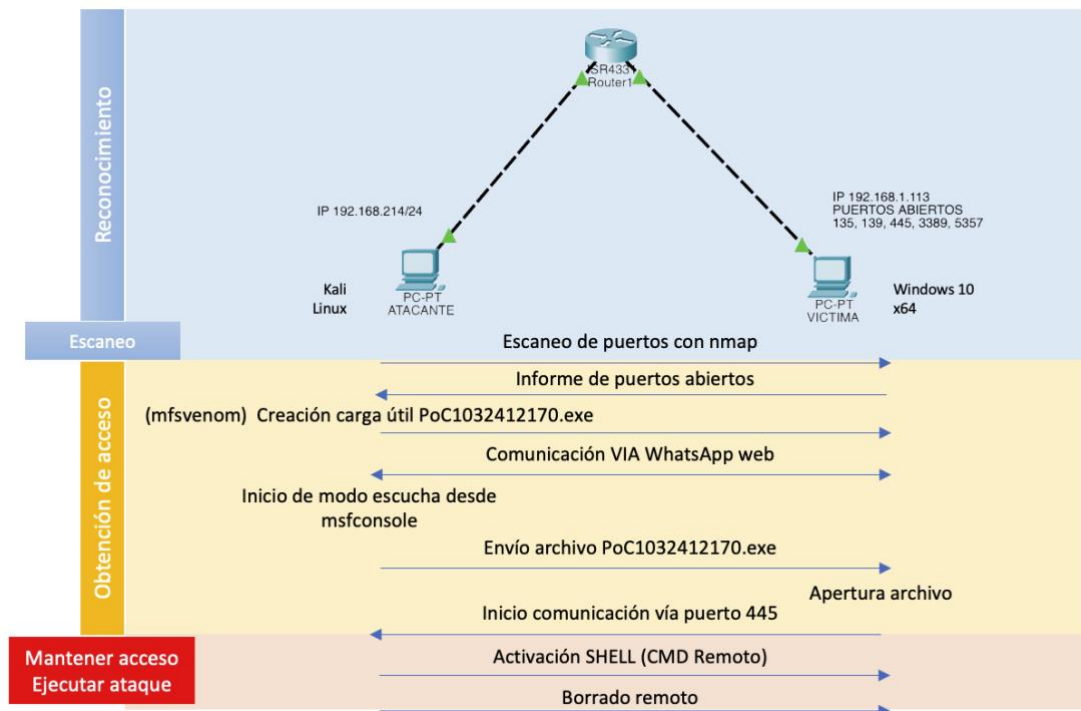 Reconocimiento
ISR433
Router1
IP 192.168.214/24
IP 192.168.1.113
PUERTOS ABIERTOS
135, 139, 445, 3389, 5357
Kali
Linux
PC-PT
ATACANTE
PC-PT
VICTIMA
Windows 10
x64
Escaneo
Escaneo de puertos con nmap
Obtención de acceso
Informe de puertos abiertos
(mfsvenom) Creación carga útil PoC1032412170.exe
Comunicación VIA WhatsApp web
Inicio de modo escucha desde
msfconsole
Envío archivo PoC1032412170.exe
Apertura archivo
Inicio comunicación vía puerto 445
Mantener acceso
Ejecutar ataque
Activación SHELL (CMD Remoto)
Borrado remoto